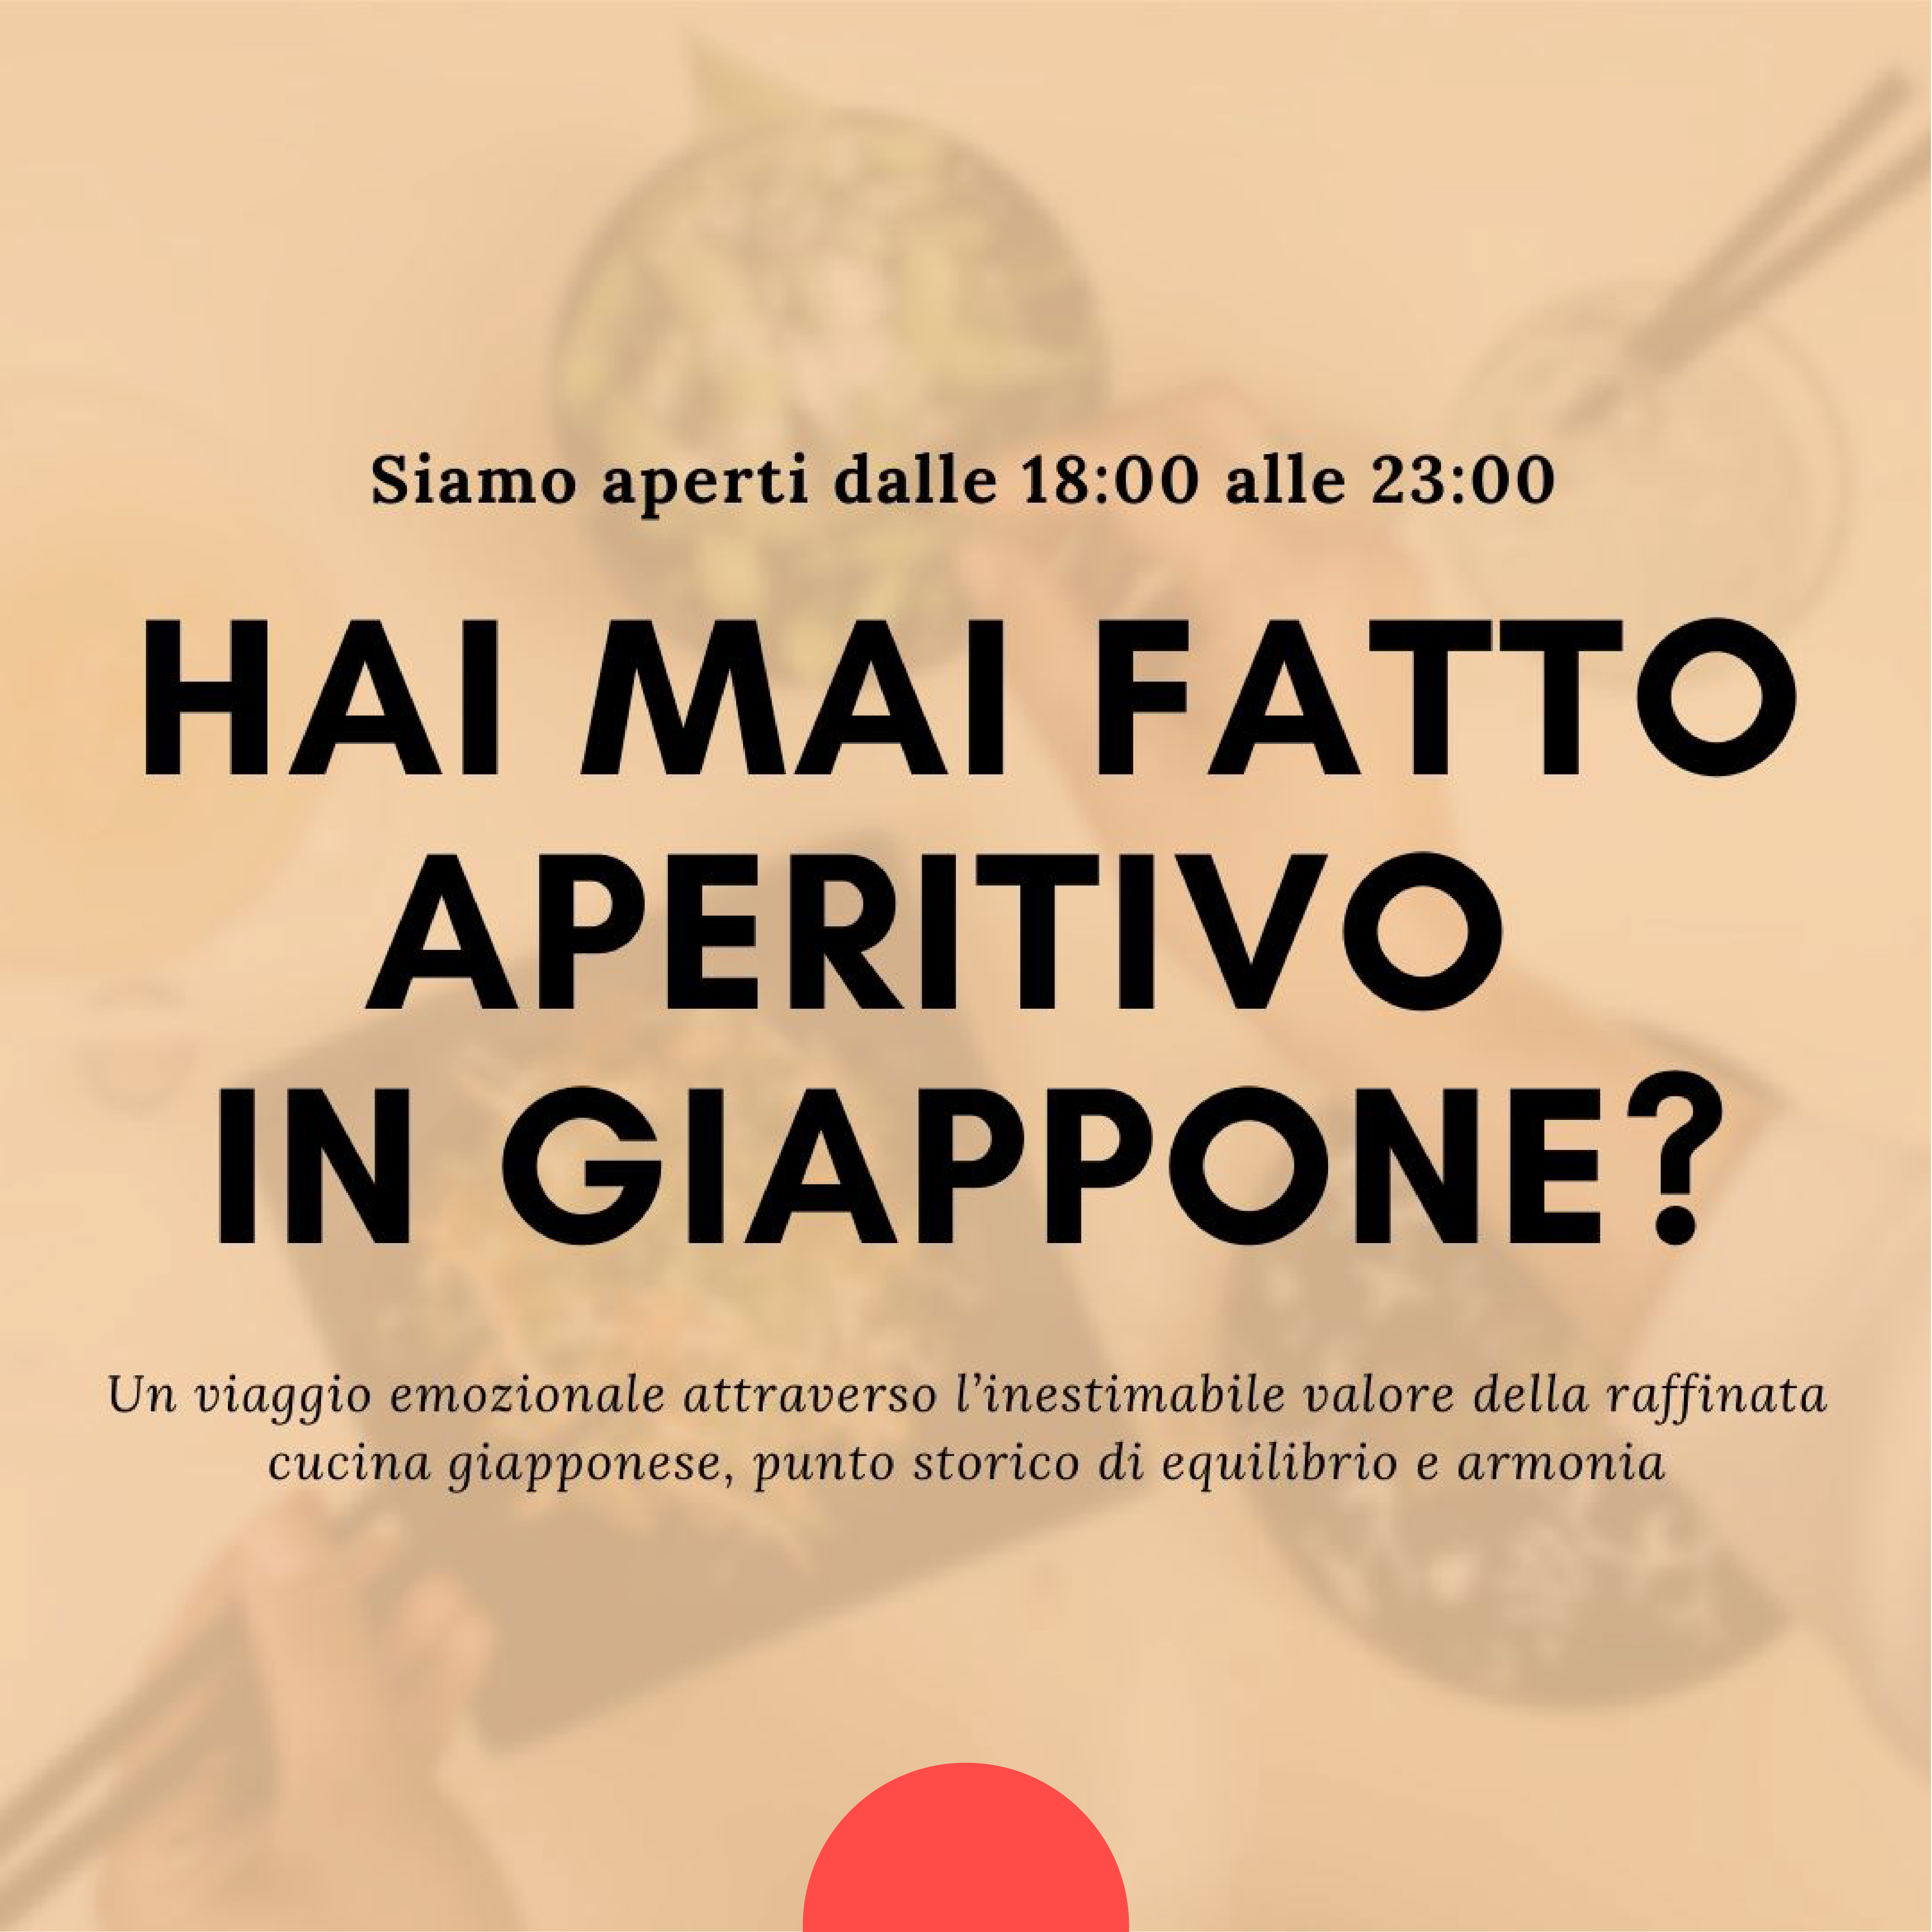 Siamo aperti dalle 18:00 alle 23:00
HAI MAI FATTO
APERITIVO
IN GIAPPONE?
Un viaggio emozionale attraverso l’inestimabile valore della raffinata
cucina giapponese, punto storico di equilibrio e armonia